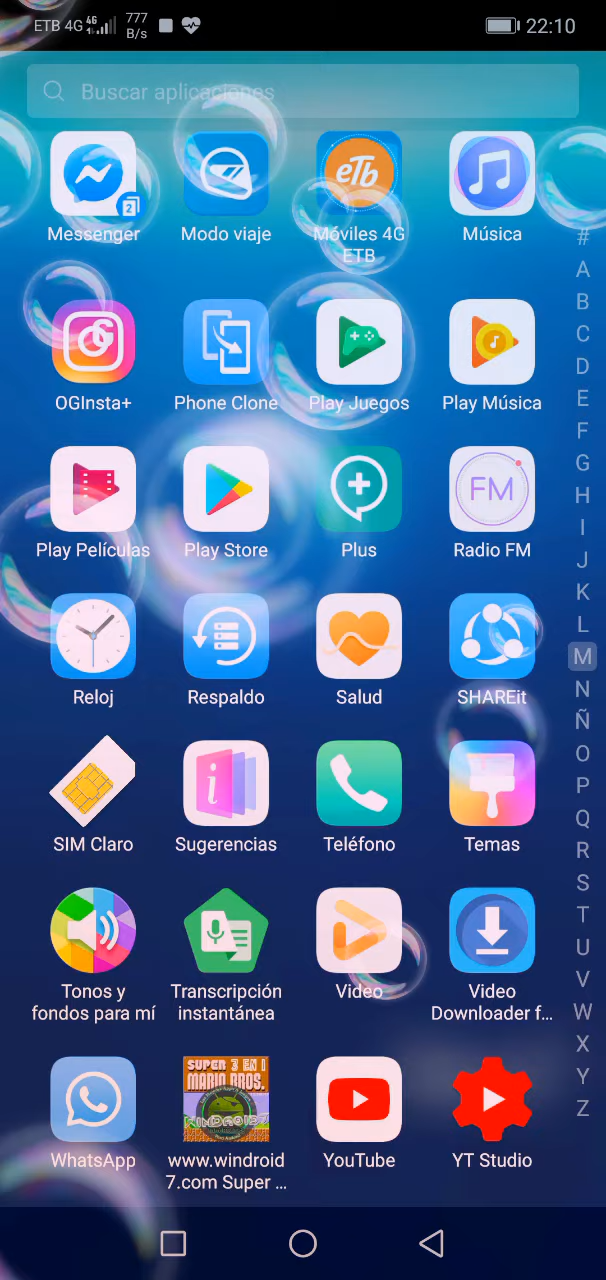 ETB 4G 4G 777 B/s 22:10
Buscar aplicaciones
eTb
2
Messenger Modo viaje Móviles 4G ETB Música
#
A
B
C
D
OGInsta+ Phone Clone Play Juegos Play Música
E
F
G
FM
H
I
Play Películas Play Store Plus Radio FM
J
K
L
M
Reloj Respaldo Salud SHAREit
N
Ñ
O
P
i
Q
SIM Claro Sugerencias Teléfono Temas
R
S
T
U
V
Tonos y fondos para mí Transcripción instantánea Video Video Downloader f...
W
X
Y
SUPER 3 EN 1
MARIO BROS.
Z
WhatsApp www.windroid7.com Super ... YouTube YT Studio